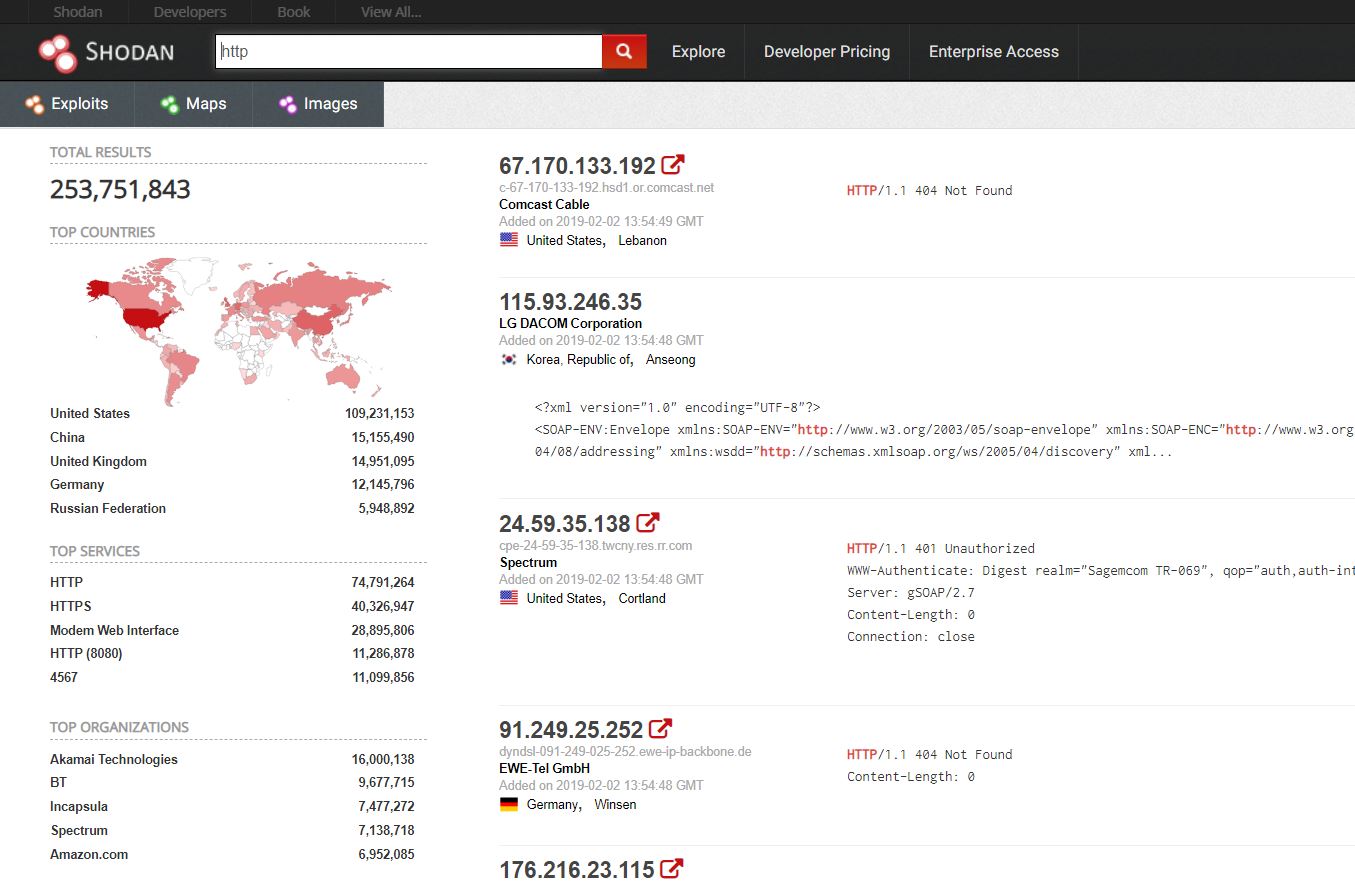 Shodan Developers Book View All...
SHODAN http Explore Developer Pricing Enterprise Access
Exploits Maps Images
TOTAL RESULTS
253,751,843
TOP COUNTRIES
United States 109,231,153
China 15,155,490
United Kingdom 14,951,095
Germany 12,145,796
Russian Federation 5,948,892
TOP SERVICES
HTTP 74,791,264
HTTPS 40,326,947
Modem Web Interface 28,895,806
HTTP (8080) 11,286,878
4567 11,099,856
TOP ORGANIZATIONS
Akamai Technologies 16,000,138
BT 9,677,715
Incapsula 7,477,272
Spectrum 7,138,718
Amazon.com 6,952,085
67.170.133.192
c-67-170-133-192.hsd1.or.comcast.net
Comcast Cable
Added on 2019-02-02 13:54:49 GMT
United States, Lebanon
HTTP/1.1 404 Not Found
115.93.246.35
LG DACOM Corporation
Added on 2019-02-02 13:54:48 GMT
Korea, Republic of, Anseong
<?xml version="1.0" encoding="UTF-8"?>
<SOAP-ENV:Envelope xmlns:SOAP-ENV="http://www.w3.org/2003/05/soap-envelope" xmlns:SOAP-ENC="http://www.w3.org
04/08/addressing" xmlns:wsdd="http://schemas.xmlsoap.org/ws/2005/04/discovery" xml...
24.59.35.138
cpe-24-59-35-138.twcny.res.rr.com
Spectrum
Added on 2019-02-02 13:54:48 GMT
United States, Cortland
HTTP/1.1 401 Unauthorized
WWW-Authenticate: Digest realm="Sagemcom TR-069", qop="auth,auth-int
Server: gSOAP/2.7
Content-Length: 0
Connection: close
91.249.25.252
dyndsl-091-249-025-252.ewe-ip-backbone.de
EWE-Tel GmbH
Added on 2019-02-02 13:54:48 GMT
Germany, Winsen
HTTP/1.1 404 Not Found
Content-Length: 0
176.216.23.115